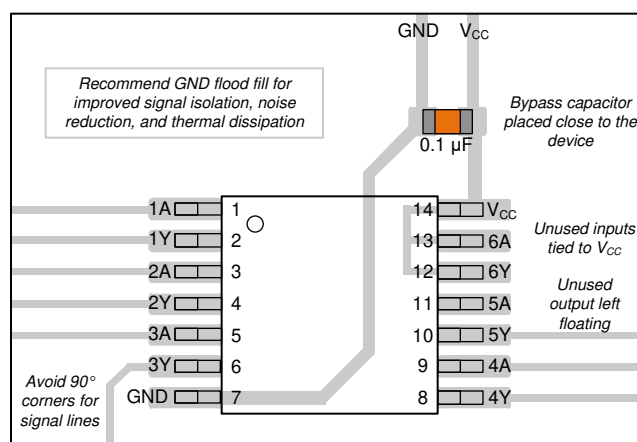 GND VCC
Recommend GND flood fill for
improved signal isolation, noise
reduction, and thermal dissipation
Bypass capacitor
placed close to the
device
0.1 µF
1A 1 14 VCC
1Y 2 13 6A
2A 3 12 6Y
2Y 4 11 5A
3A 5 10 5Y
3Y 6 9 4A
GND 7 8 4Y
Unused inputs
tied to VCC
Unused
output left
floating
Avoid 90°
corners for
signal lines